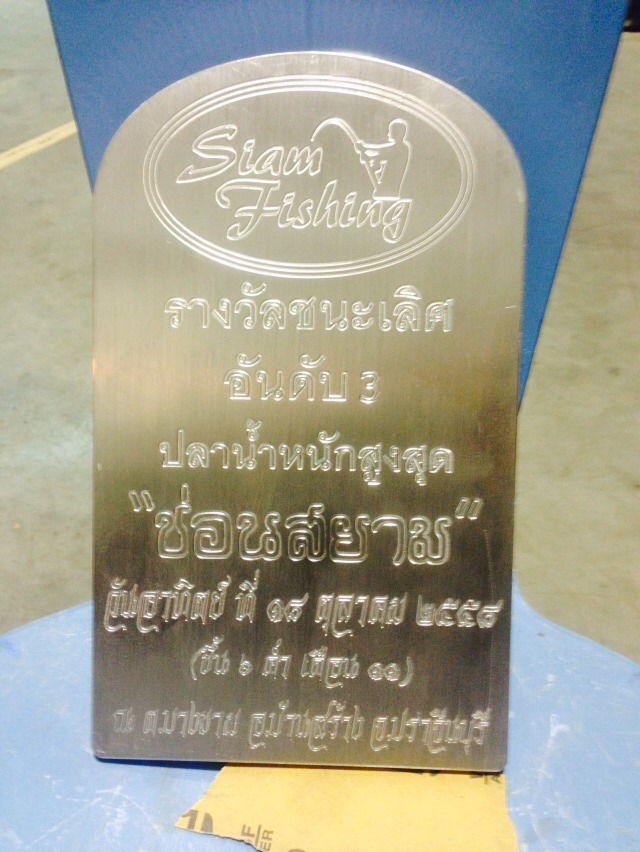 Siam
Fishing
รางวัลชนะเลิศ
อันดับ 3
ปลาน้ำหนักสูงสุด
"ช่อนสยาม"
วันอาทิตย์ ที่ ๑๘ ตุลาคม ๒๕๕๘
(ขึ้น ๖ ค่ำ เดือน ๑๑)
ณ ต.บางขาม อ.บ้านสร้าง จ.ปราจีนบุรี